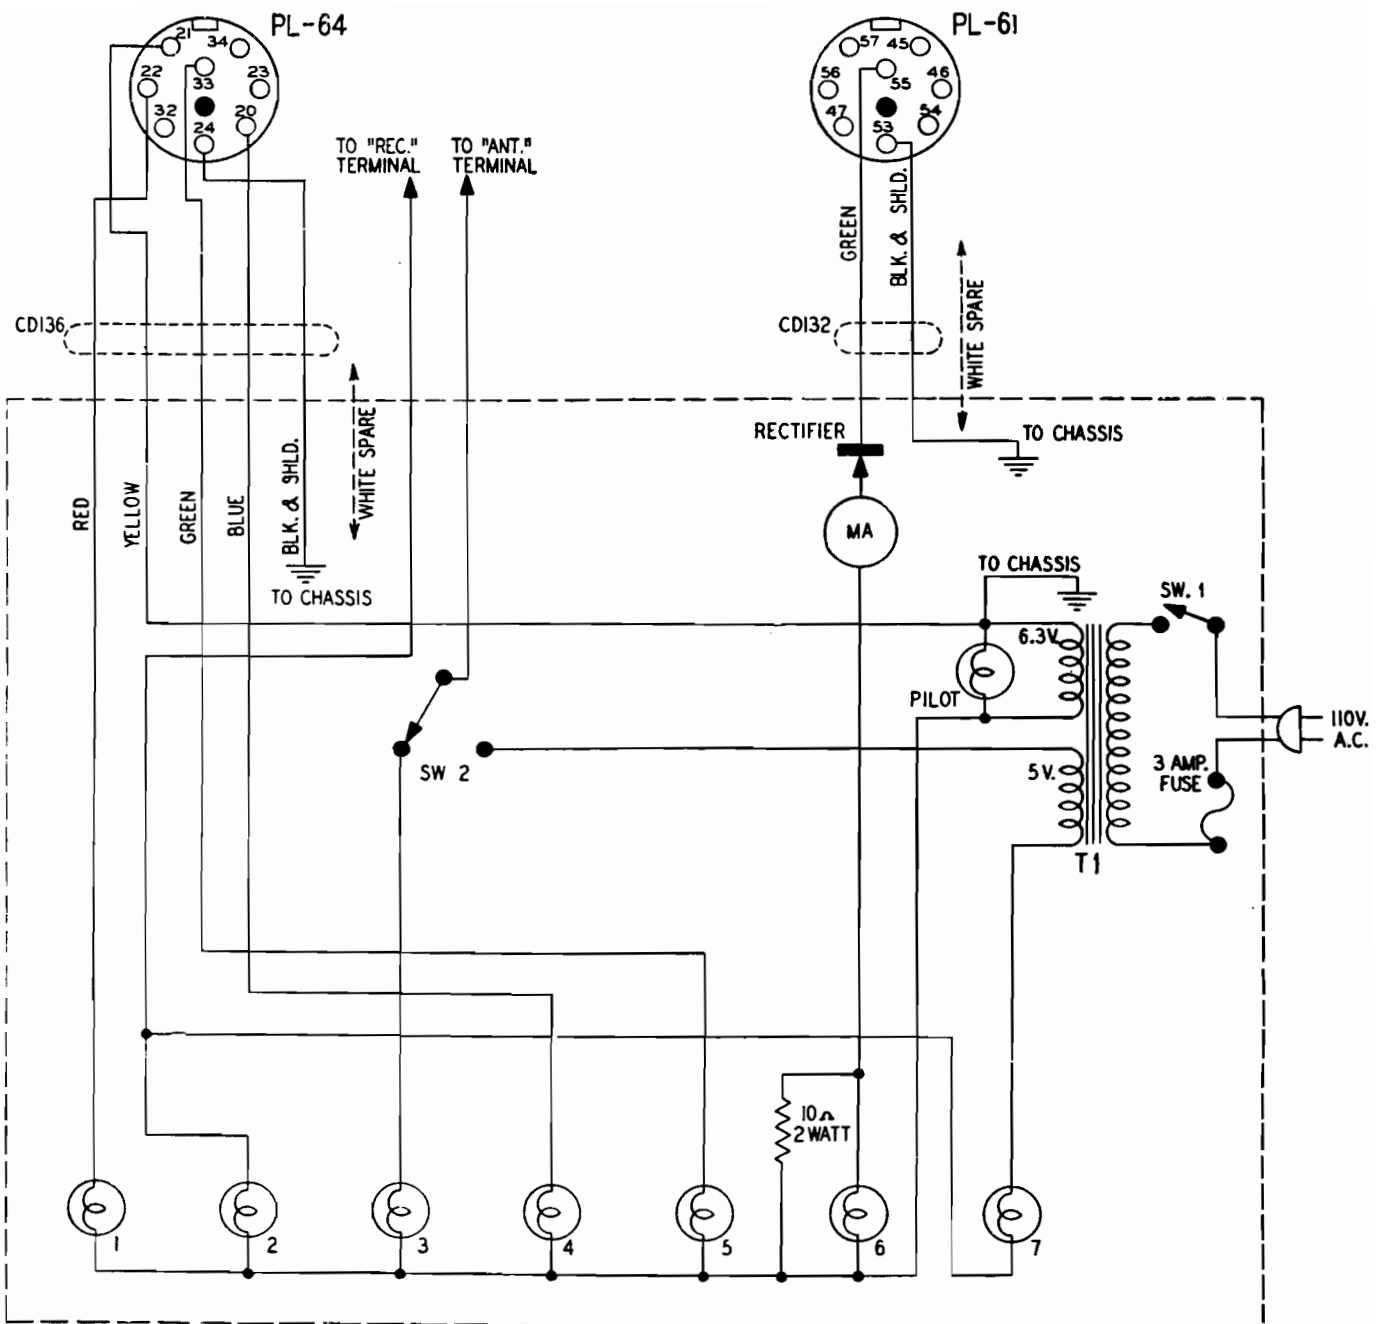 PL-64
PL-61
21
34
22
33
23
32
24
20
57
45
56
55
46
47
53
54
TO "REC."
TERMINAL
TO "ANT."
TERMINAL
GREEN
BLK. & SHLD.
WHITE SPARE
CD136
CD132
RECTIFIER
TO CHASSIS
WHITE SPARE
RED
YELLOW
GREEN
BLUE
BLK. & SHLD.
MA
TO CHASSIS
TO CHASSIS
SW. 1
6.3V.
PILOT
110V.
A.C.
SW 2
5V.
3 AMP.
FUSE
T1
10Ω
2 WATT
1
2
3
4
5
6
7